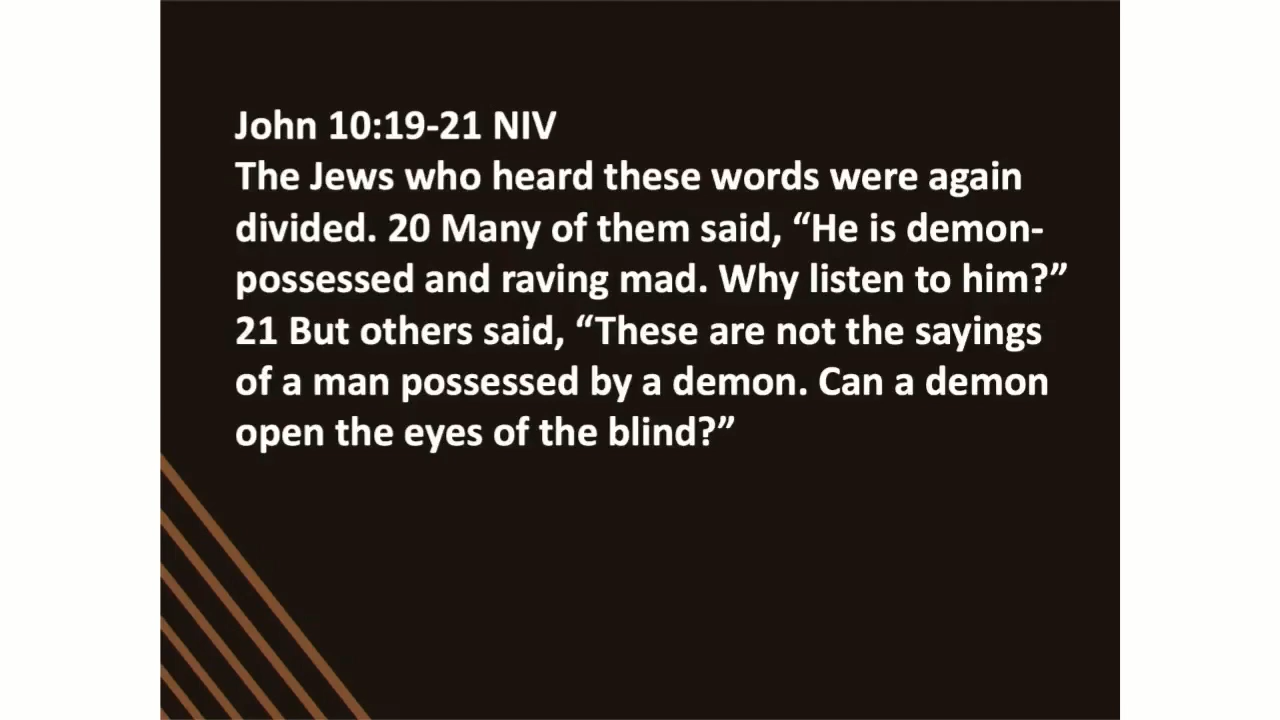 John 10:19-21 NIV
The Jews who heard these words were again
divided. 20 Many of them said, “He is demon-
possessed and raving mad. Why listen to him?”
21 But others said, “These are not the sayings
of a man possessed by a demon. Can a demon
open the eyes of the blind?”